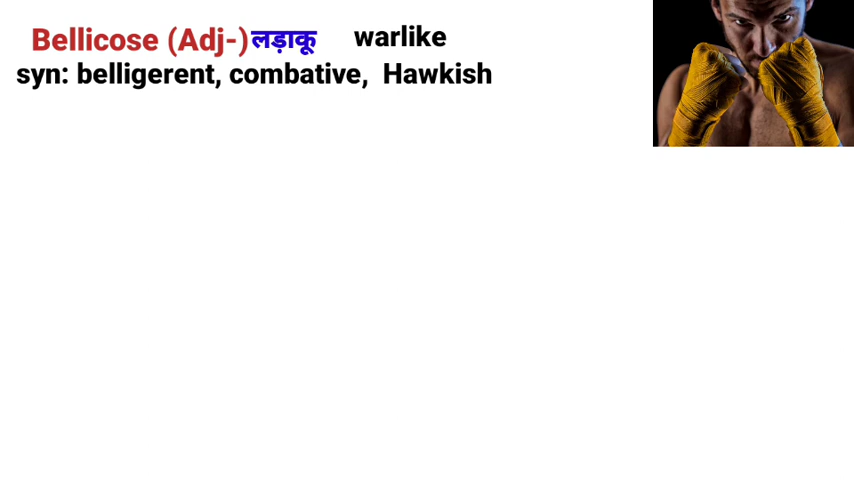 Bellicose (Adj-) लड़ाकू warlike
syn: belligerent, combative, Hawkish